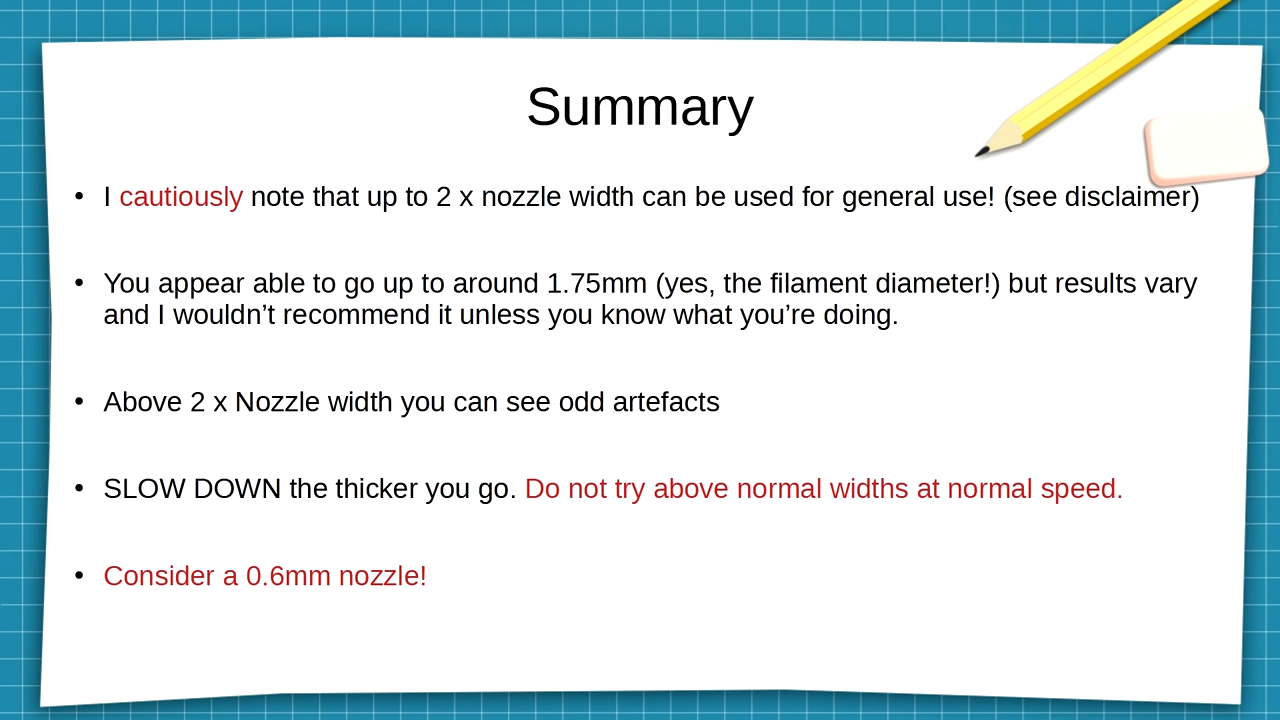 Summary
• I cautiously note that up to 2 x nozzle width can be used for general use! (see disclaimer)
• You appear able to go up to around 1.75mm (yes, the filament diameter!) but results vary
and I wouldn’t recommend it unless you know what you’re doing.
• Above 2 x Nozzle width you can see odd artefacts
• SLOW DOWN the thicker you go. Do not try above normal widths at normal speed.
• Consider a 0.6mm nozzle!